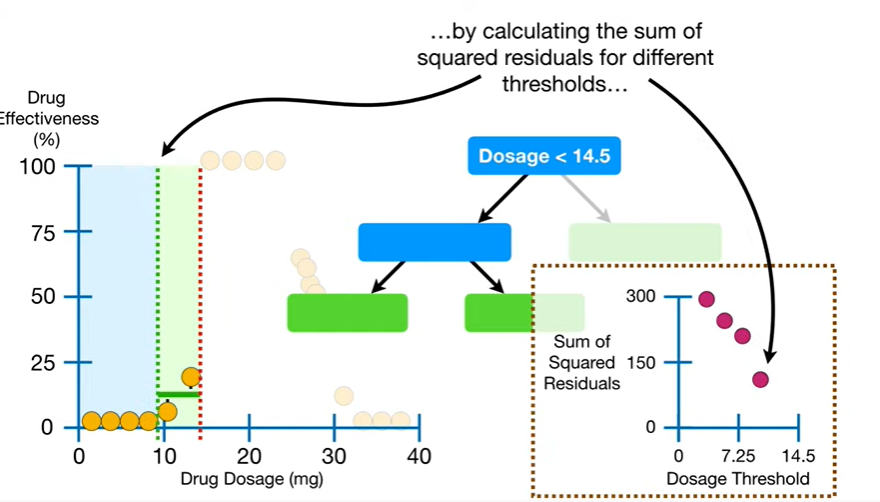 ...by calculating the sum of
squared residuals for different
thresholds...
Drug
Effectiveness
(%)
100
75
50
25
0
0 10 20 30 40
Drug Dosage (mg)
Dosage < 14.5
Sum of
Squared
Residuals
300
150
0
0 7.25 14.5
Dosage Threshold